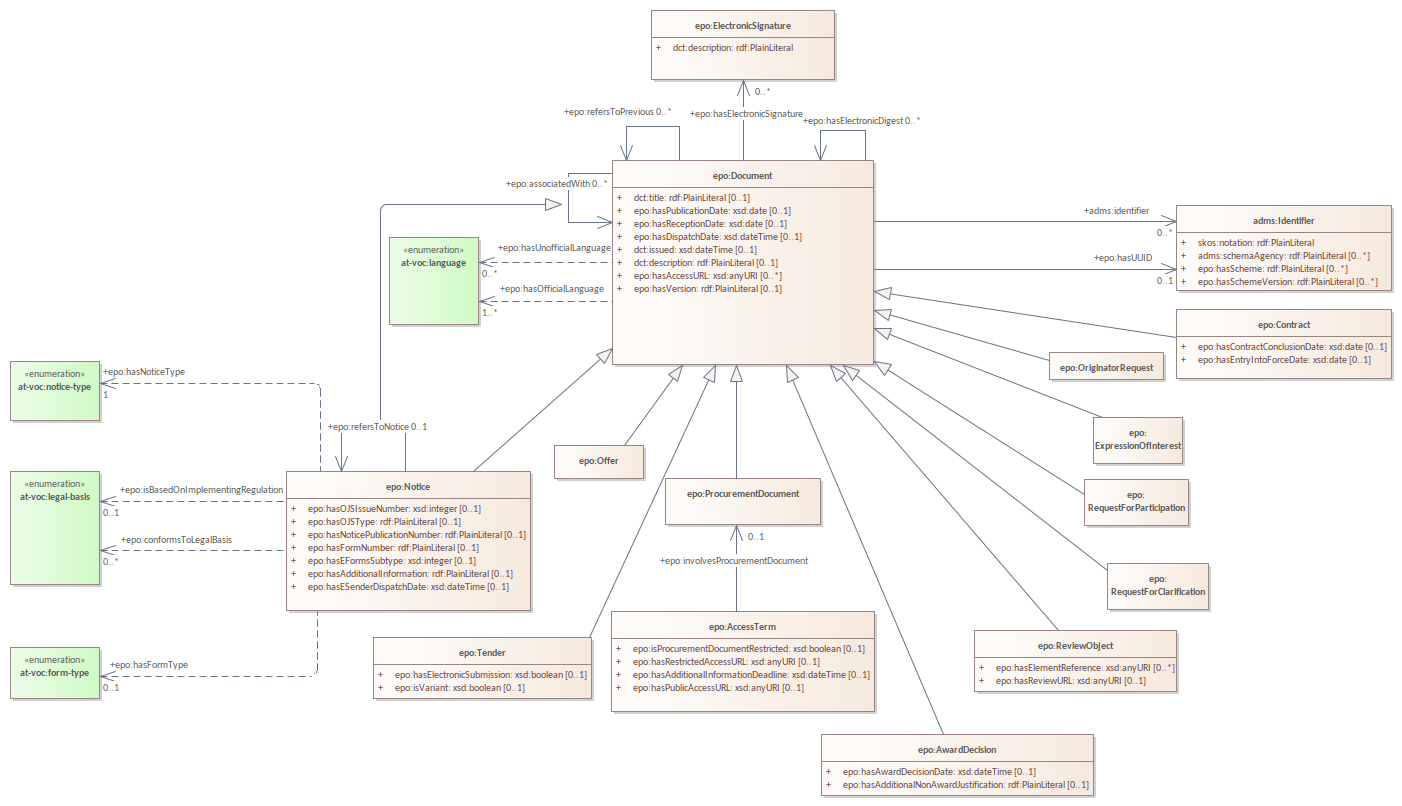 epo:ElectronicSignature
+ dct:description: rdf:PlainLiteral
0..*
+epo:refersToPrevious 0..*
+epo:hasElectronicSignature
+epo:hasElectronicDigest 0..*
epo:Document
+ dct:title: rdf:PlainLiteral [0..1]
+ epo:hasPublicationDate: xsd:date [0..1]
+ epo:hasReceptionDate: xsd:date [0..1]
+ epo:hasDispatchDate: xsd:dateTime [0..1]
+ dct:issued: xsd:dateTime [0..1]
+ dct:description: rdf:PlainLiteral [0..1]
+ epo:hasAccessURL: xsd:anyURI [0..*]
+ epo:hasVersion: rdf:PlainLiteral [0..1]
+epo:associatedWith 0..*
+adms:identifier
0..*
+epo:hasUUID
0..1
adms:Identifier
+ skos:notation: rdf:PlainLiteral
+ adms:schemaAgency: rdf:PlainLiteral [0..*]
+ epo:hasScheme: rdf:PlainLiteral [0..*]
+ epo:hasSchemeVersion: rdf:PlainLiteral [0..*]
«enumeration»
at-voc:language
+epo:hasUnofficialLanguage
0..*
+epo:hasOfficialLanguage
1..*
epo:Contract
+ epo:hasContractConclusionDate: xsd:date [0..1]
+ epo:hasEntryIntoForceDate: xsd:date [0..1]
epo:OriginatorRequest
«enumeration»
at-voc:notice-type
+epo:hasNoticeType
1
+epo:refersToNotice 0..1
epo:
ExpressionOfInterest
epo:Offer
«enumeration»
at-voc:legal-basis
+epo:isBasedOnImplementingRegulation
0..1
+epo:conformsToLegalBasis
0..*
epo:Notice
+ epo:hasOJSIssueNumber: xsd:integer [0..1]
+ epo:hasOJSType: rdf:PlainLiteral [0..1]
+ epo:hasNoticePublicationNumber: rdf:PlainLiteral [0..1]
+ epo:hasFormNumber: rdf:PlainLiteral [0..1]
+ epo:hasEFormsSubtype: xsd:integer [0..1]
+ epo:hasAdditionalInformation: rdf:PlainLiteral [0..1]
+ epo:hasESenderDispatchDate: xsd:dateTime [0..1]
epo:ProcurementDocument
0..1
+epo:involvesProcurementDocument
epo:
RequestForParticipation
epo:
RequestForClarification
«enumeration»
at-voc:form-type
+epo:hasFormType
0..1
epo:Tender
+ epo:hasElectronicSubmission: xsd:boolean [0..1]
+ epo:isVariant: xsd:boolean [0..1]
epo:AccessTerm
+ epo:isProcurementDocumentRestricted: xsd:boolean [0..1]
+ epo:hasRestrictedAccessURL: xsd:anyURI [0..1]
+ epo:hasAdditionalInformationDeadline: xsd:dateTime [0..1]
+ epo:hasPublicAccessURL: xsd:anyURI [0..1]
epo:ReviewObject
+ epo:hasElementReference: xsd:anyURI [0..*]
+ epo:hasReviewURL: xsd:anyURI [0..1]
epo:AwardDecision
+ epo:hasAwardDecisionDate: xsd:dateTime [0..1]
+ epo:hasAdditionalNonAwardJustification: rdf:PlainLiteral [0..1]